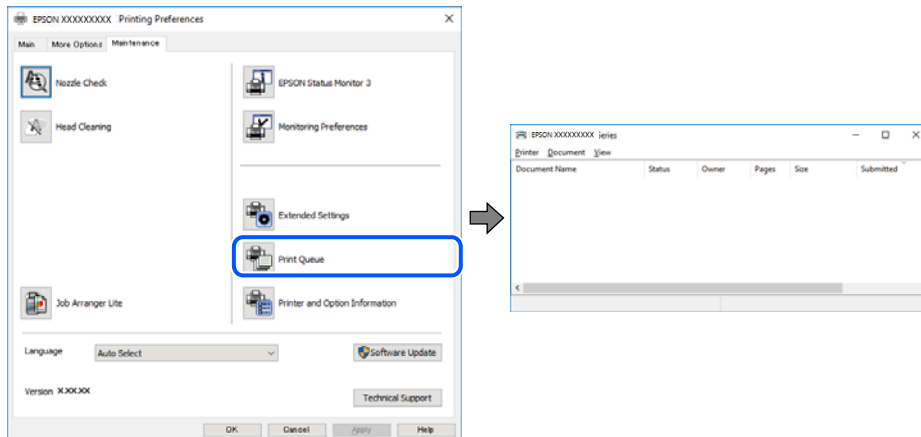 EPSON XXXXXXXXX Printing Preferences
Main More Options Maintenance
Nozzle Check
EPSON Status Monitor 3
Head Cleaning
Monitoring Preferences
Extended Settings
Print Queue
Job Arranger Lite
Printer and Option Information
Language Auto Select
Software Update
Version X.XX.XX
Technical Support
OK Cancel Apply Help
EPSON XXXXXXXXX ieries
Printer Document View
Document Name Status Owner Pages Size Submitted